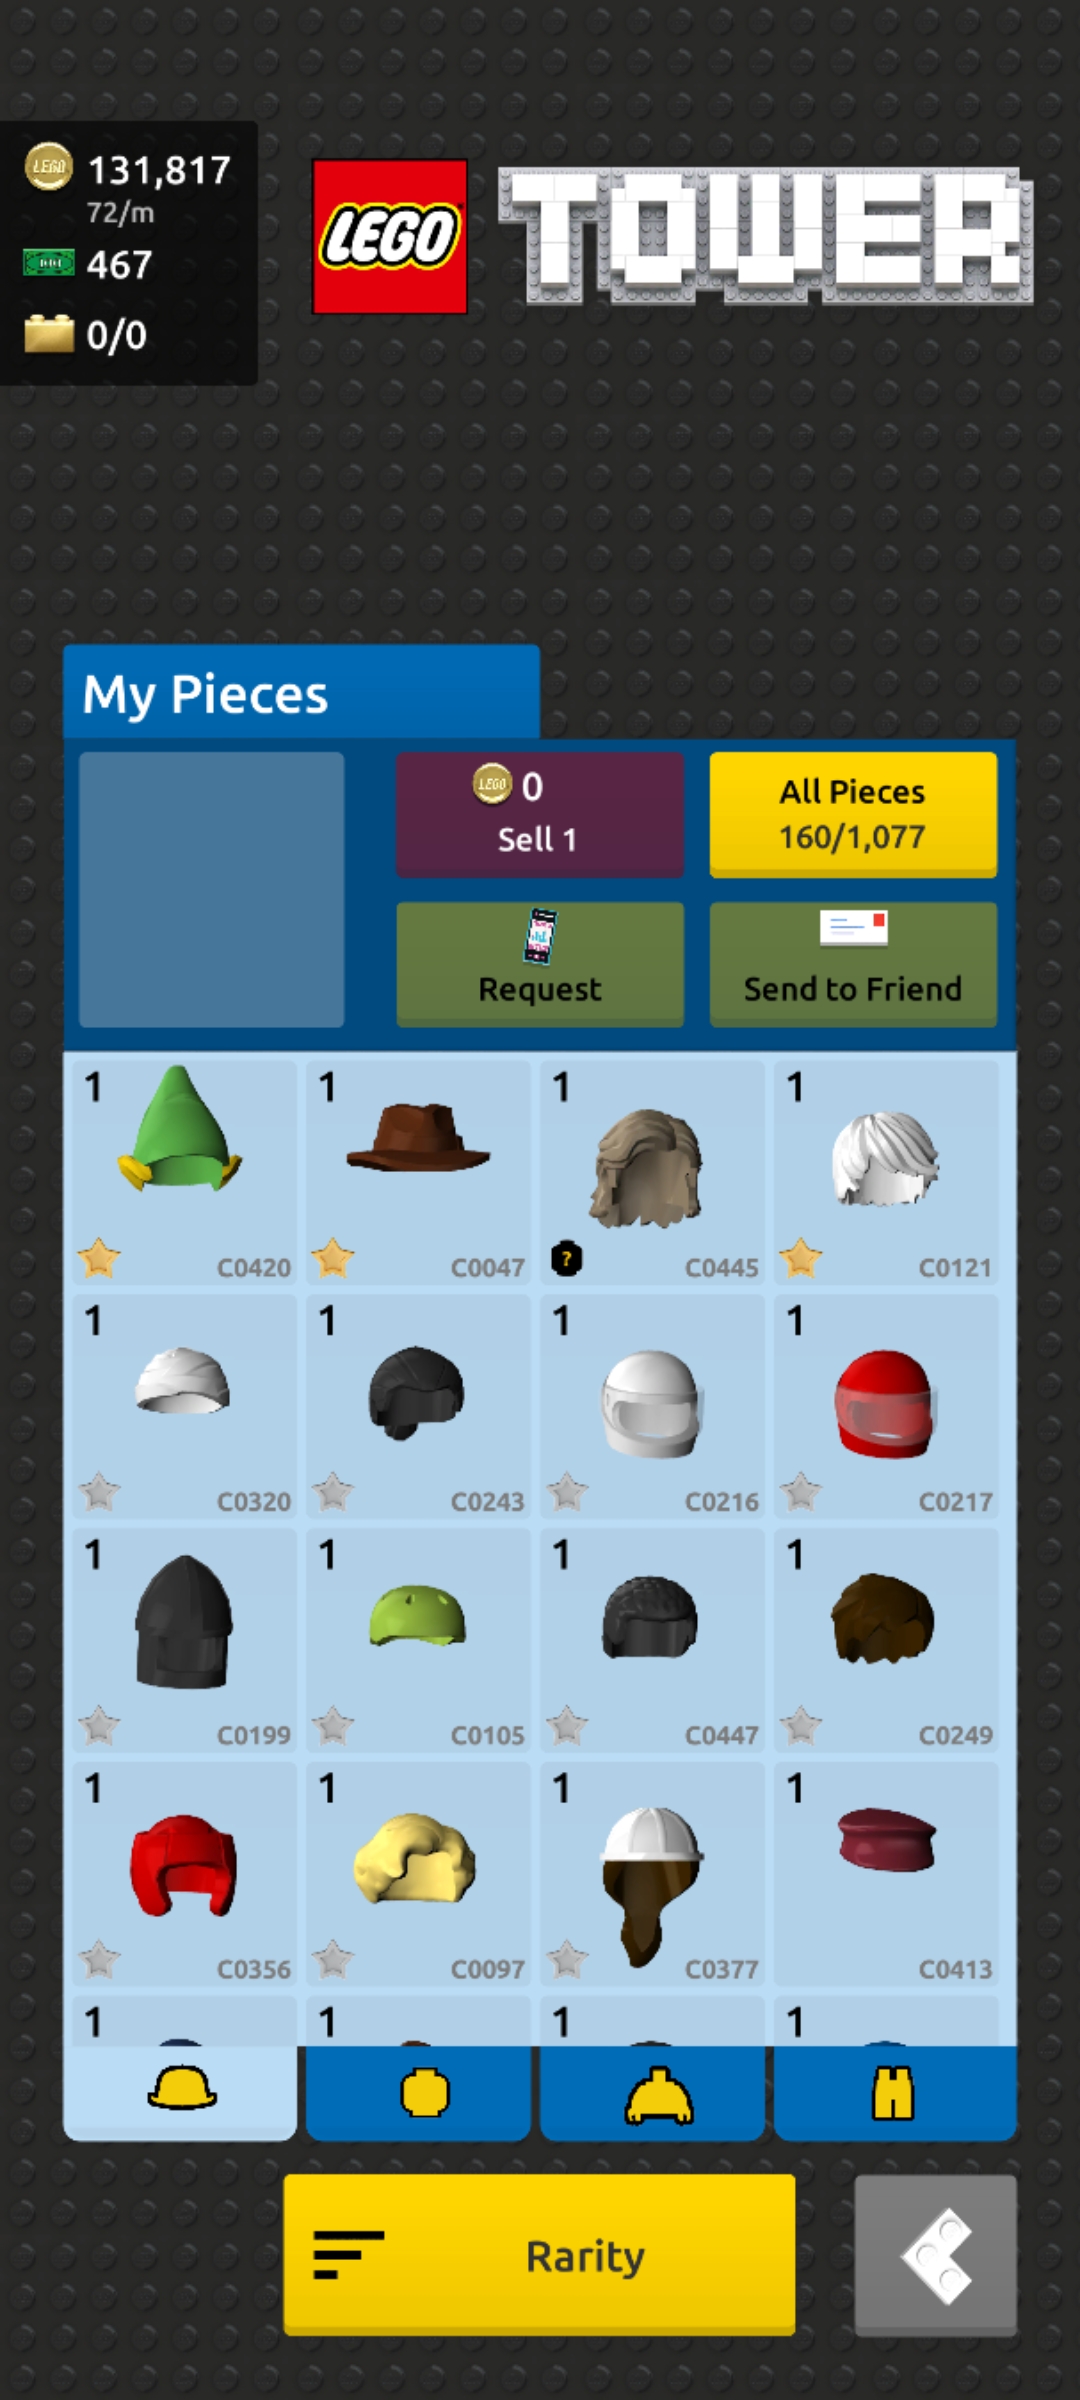 LEGO 131,817
72/m
467
0/0
LEGO TOWER
My Pieces
LEGO 0
Sell 1
All Pieces
160/1,077
Request
Send to Friend
1 1 1 1
?
C0420 C0047 C0445 C0121
1 1 1 1
C0320 C0243 C0216 C0217
1 1 1 1
C0199 C0105 C0447 C0249
1 1 1 1
C0356 C0097 C0377 C0413
1 1 1 1
Rarity